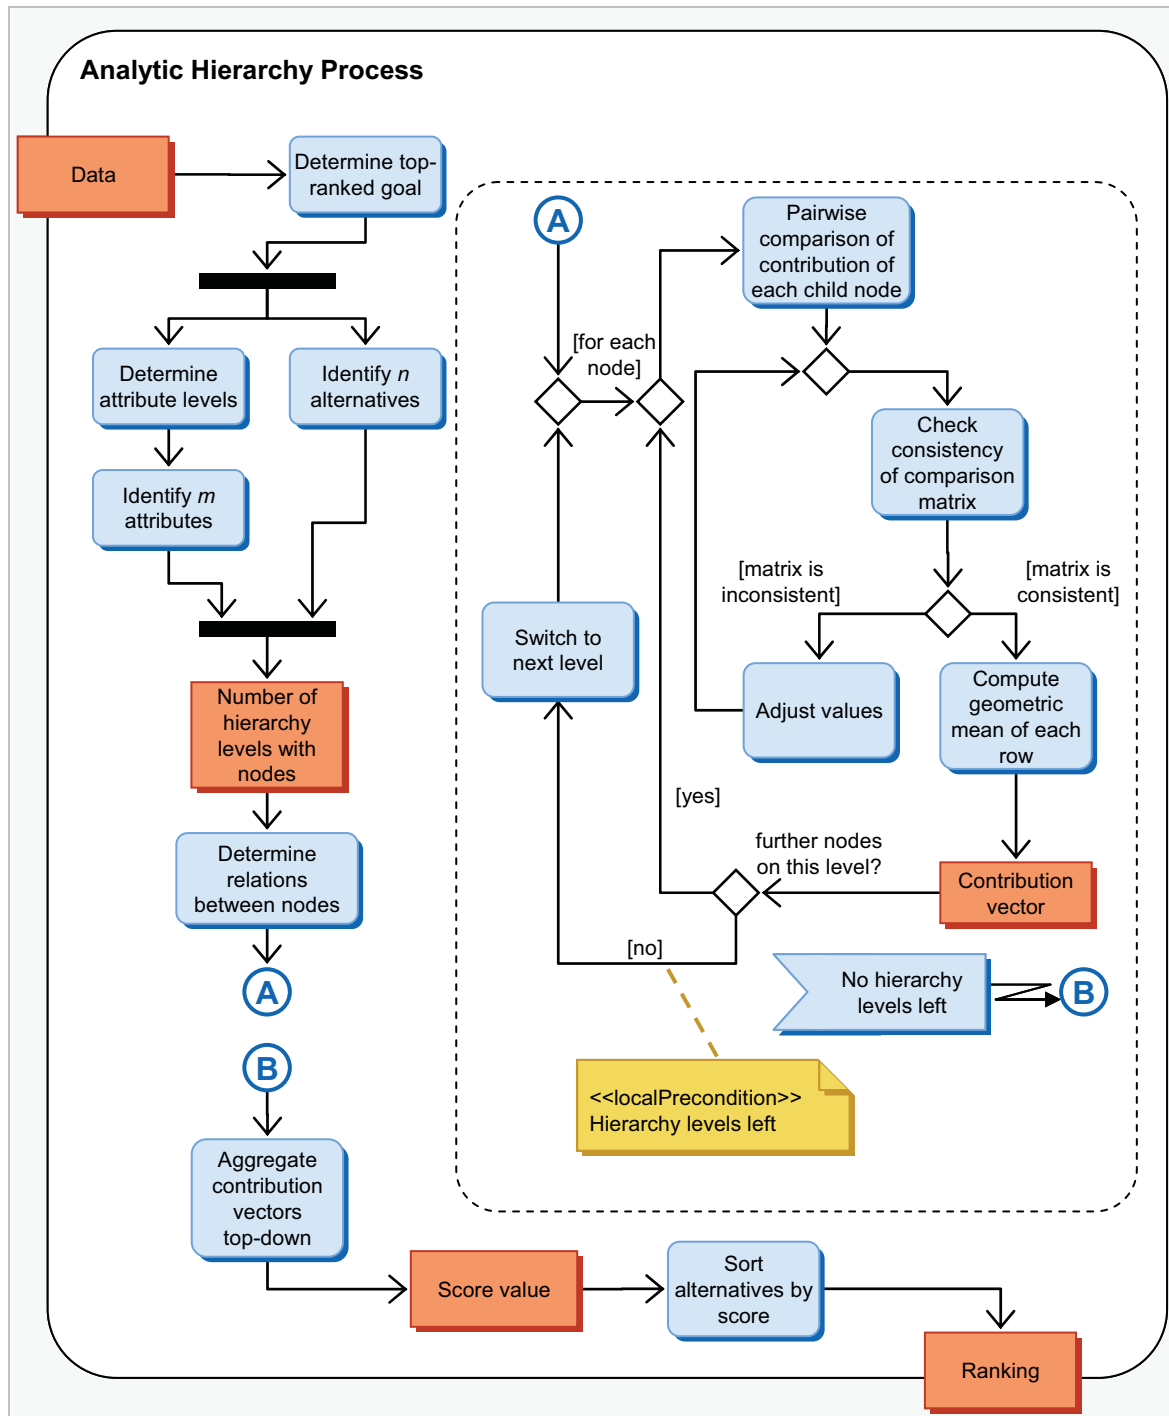 Analytic Hierarchy Process
Data
Determine top-
ranked goal
Determine
attribute levels
Identify n
alternatives
Identify m
attributes
Number of
hierarchy
levels with
nodes
Determine
relations
between nodes
A
B
Aggregate
contribution
vectors
top-down
Score value
Sort
alternatives by
score
Ranking
A
[for each
node]
Pairwise
comparison of
contribution of
each child node
Check
consistency
of comparison
matrix
[matrix is
inconsistent]
[matrix is
consistent]
Switch to
next level
Adjust values
Compute
geometric
mean of each
row
[yes]
further nodes
on this level?
Contribution
vector
[no]
No hierarchy
levels left
B
<<localPrecondition>>
Hierarchy levels left